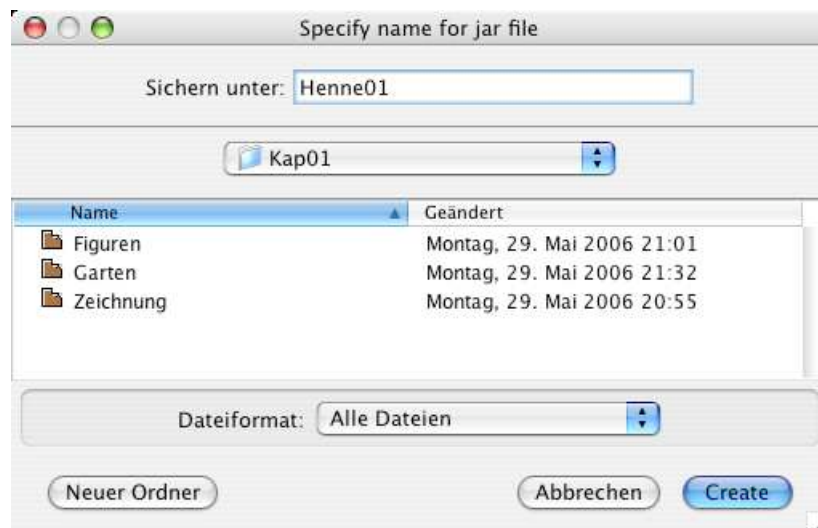 Specify name for jar file
Sichern unter: Henne01
Kap01
Name Geändert
Figuren Montag, 29. Mai 2006 21:01
Garten Montag, 29. Mai 2006 21:32
Zeichnung Montag, 29. Mai 2006 20:55
Dateiformat: Alle Dateien
Neuer Ordner Abbrechen Create